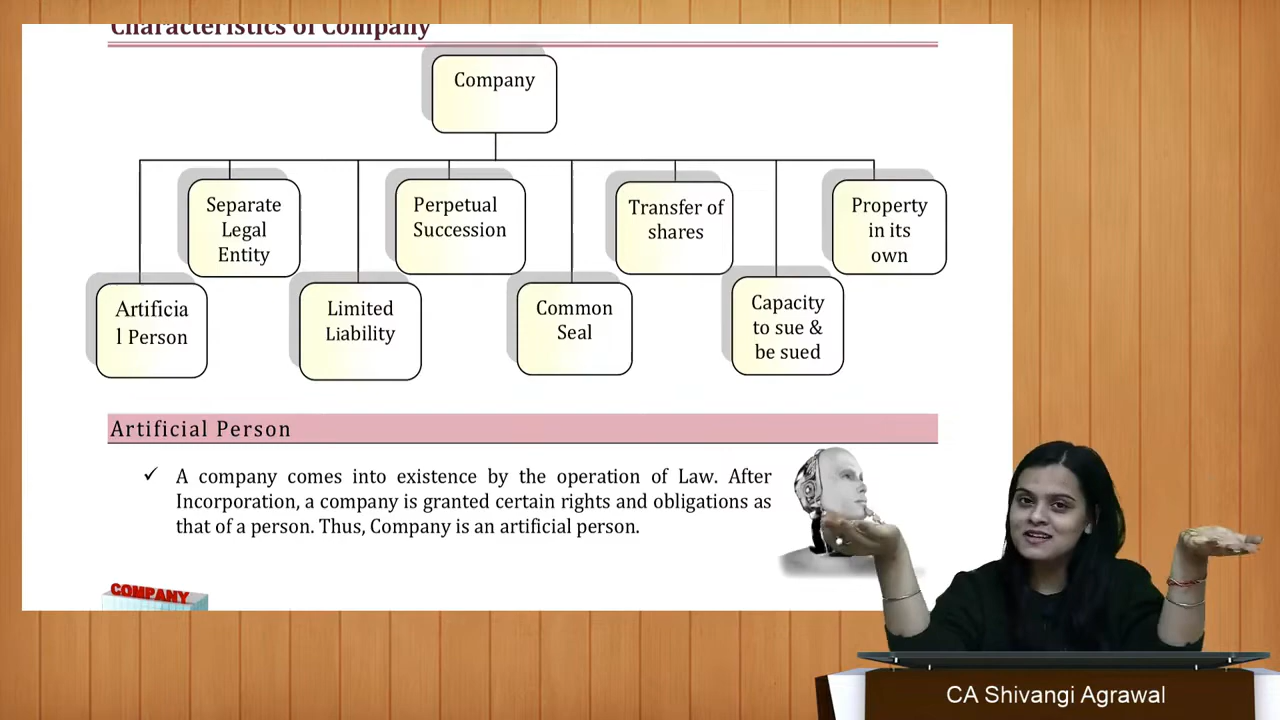 Characteristics of Company
Company
Separate
Legal
Entity
Perpetual
Succession
Transfer of
shares
Property
in its
own
Artificia
l Person
Limited
Liability
Common
Seal
Capacity
to sue &
be sued
Artificial Person
✓ A company comes into existence by the operation of Law. After
Incorporation, a company is granted certain rights and obligations as
that of a person. Thus, Company is an artificial person.
COMPANY
CA Shivangi Agrawal